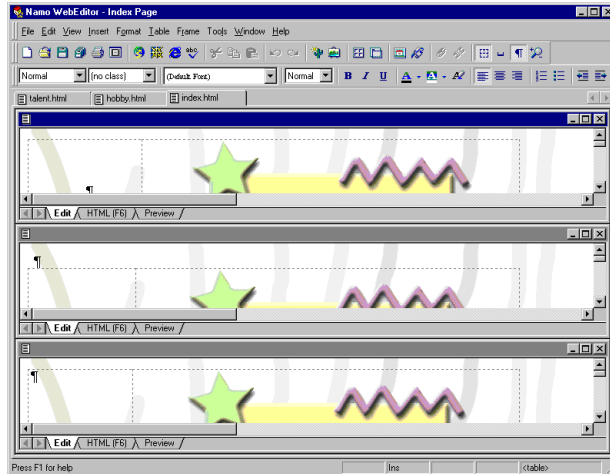 Namo WebEditor - Index Page
File Edit View Insert Format Table Frame Tools Window Help
Normal (no class) (Default Font) Normal B I U A A A
talent.html hobby.html index.html
¶
Edit HTML (F6) Preview
¶
Edit HTML (F6) Preview
¶
Edit HTML (F6) Preview
Press F1 for help Ins <table>